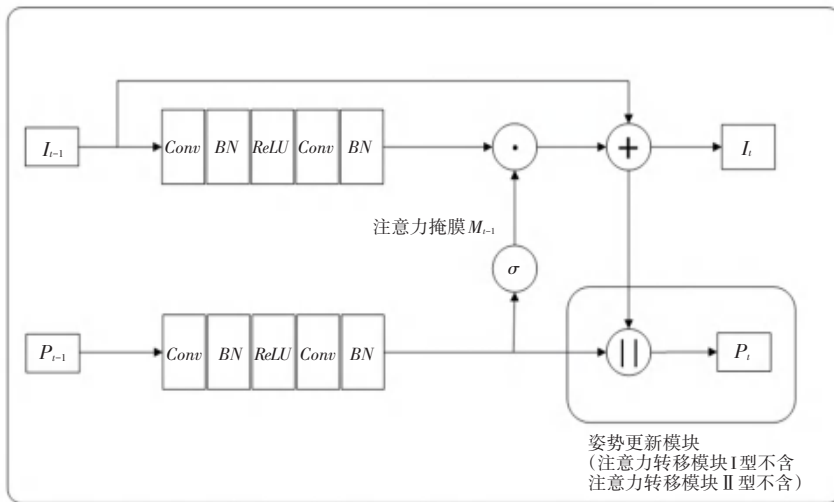 I_{t-1}
Conv BN ReLU Conv BN
·
+
I_t
注意力掩膜 M_{t-1}
σ
P_{t-1}
Conv BN ReLU Conv BN
||
P_t
姿势更新模块
(注意力转移模块Ⅰ型不含
注意力转移模块Ⅱ型不含)